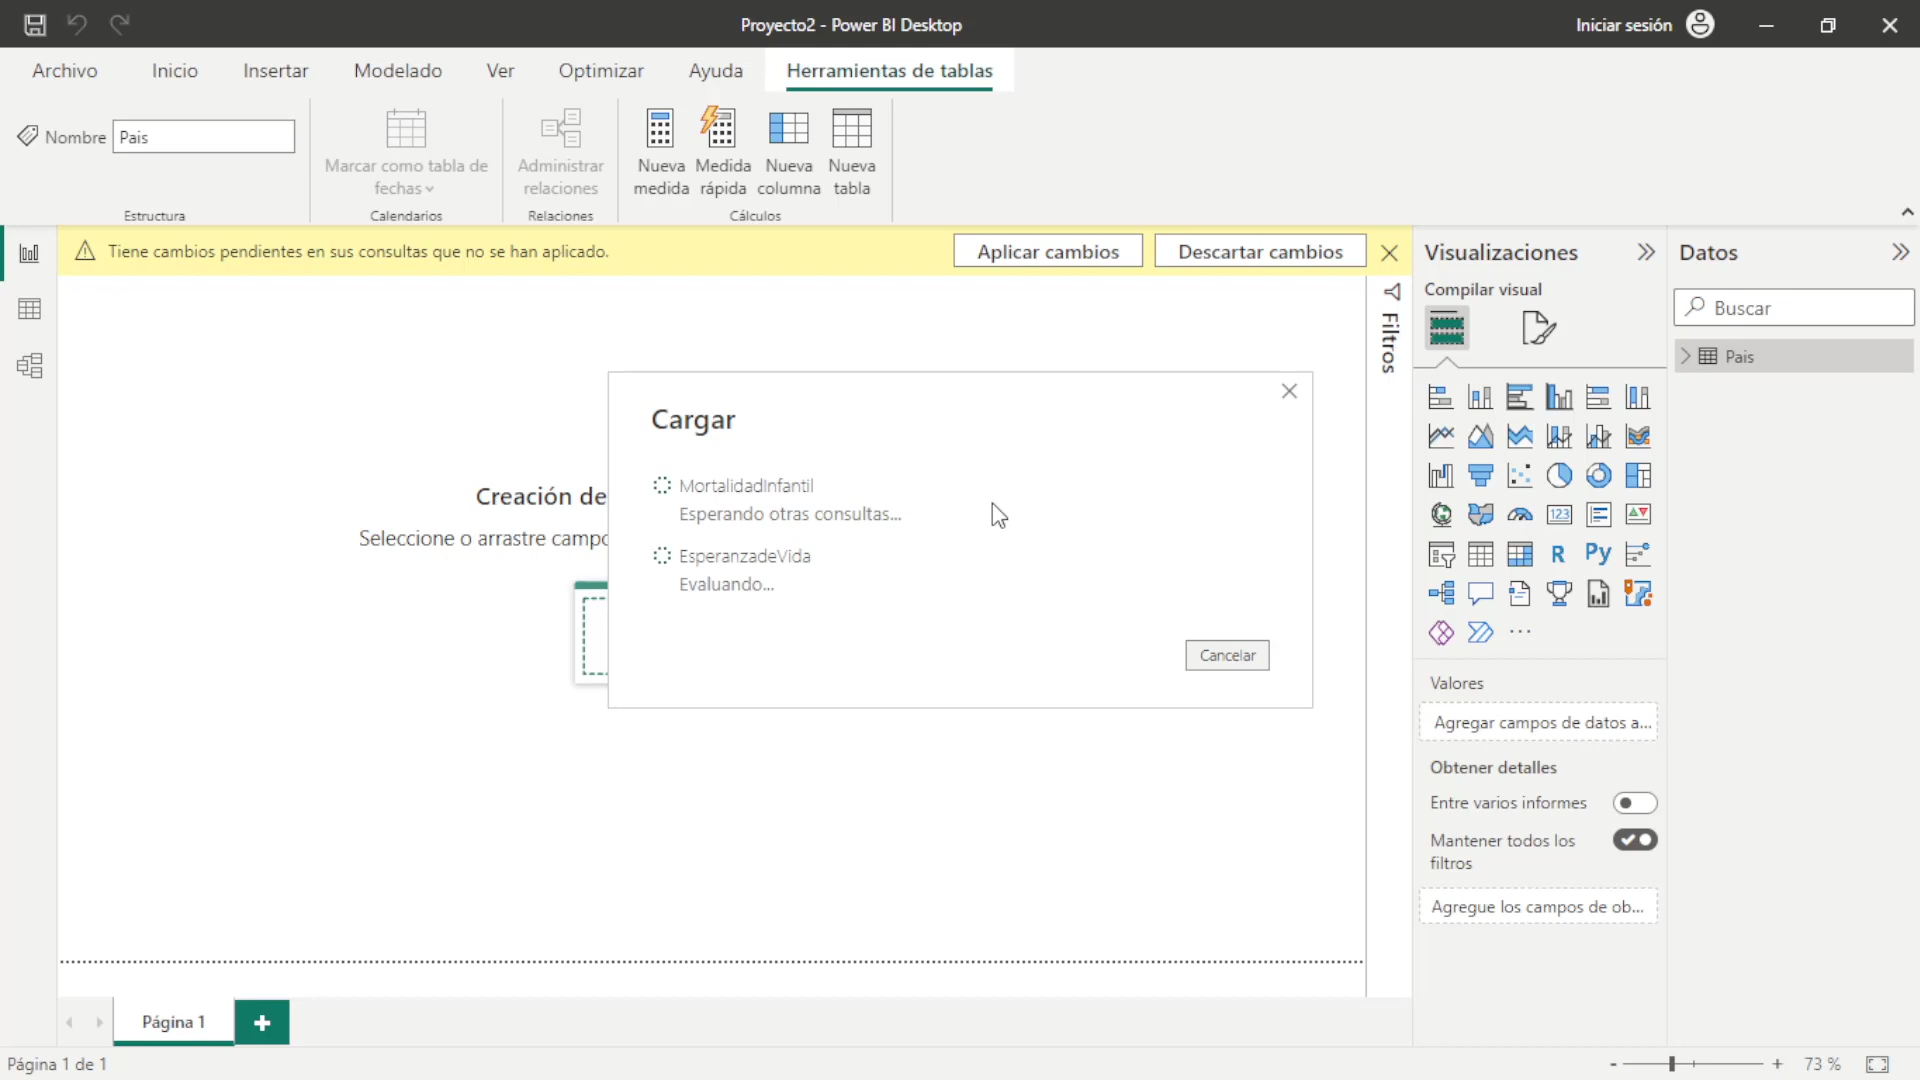 Proyecto2 - Power BI Desktop
Iniciar sesión
Archivo
Inicio
Insertar
Modelado
Ver
Optimizar
Ayuda
Herramientas de tablas
Nombre
Pais
Estructura
Marcar como tabla de
fechas
Calendarios
Administrar
relaciones
Relaciones
Nueva
medida
Medida
rápida
Nueva
columna
Nueva
tabla
Cálculos
Tiene cambios pendientes en sus consultas que no se han aplicado.
Aplicar cambios
Descartar cambios
Filtros
Creación de
Seleccione o arrastre campo
Cargar
MortalidadInfantil
Esperando otras consultas...
EsperanzadeVida
Evaluando...
Cancelar
Visualizaciones
Compilar visual
123
R
Py
Valores
Agregar campos de datos a...
Obtener detalles
Entre varios informes
Mantener todos los
filtros
Agregue los campos de ob...
Datos
Buscar
Pais
Página 1
Página 1 de 1
73 %